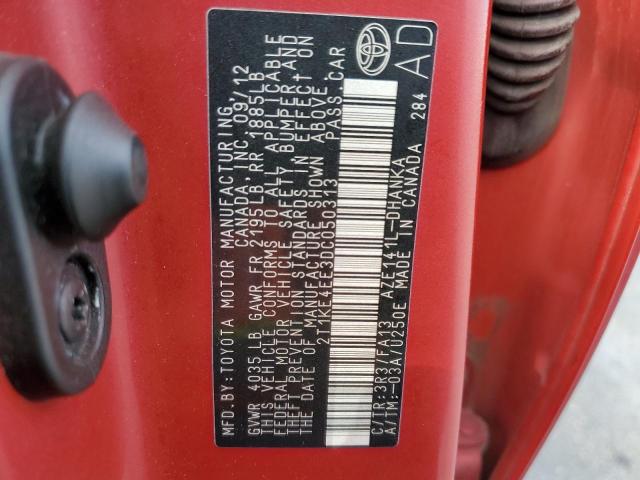 MFD.BY:TOYOTA MOTOR MANUFACTURING,
CANADA, INC. 09/12
GVWR 4035LB GAWR FR 2195LB RR 1885LB
THIS VEHICLE CONFORMS TO ALL APPLICABLE
FEDERAL MOTOR VEHICLE SAFETY BUMPER, AND
THEFT PREVENTION STANDARDS IN EFFECT ON
THE DATE OF MANUFACTURE SHOWN ABOVE.
2T1KE4EE3DC050313 PASS.CAR
C/TR:3R3/FA13 AZE141L-DHANKA
A/TM:-03A/U250E MADE IN CANADA 284
AD